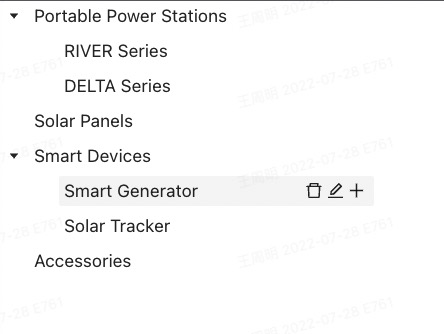 Portable Power Stations
RIVER Series
DELTA Series
Solar Panels
Smart Devices
Smart Generator
Solar Tracker
Accessories